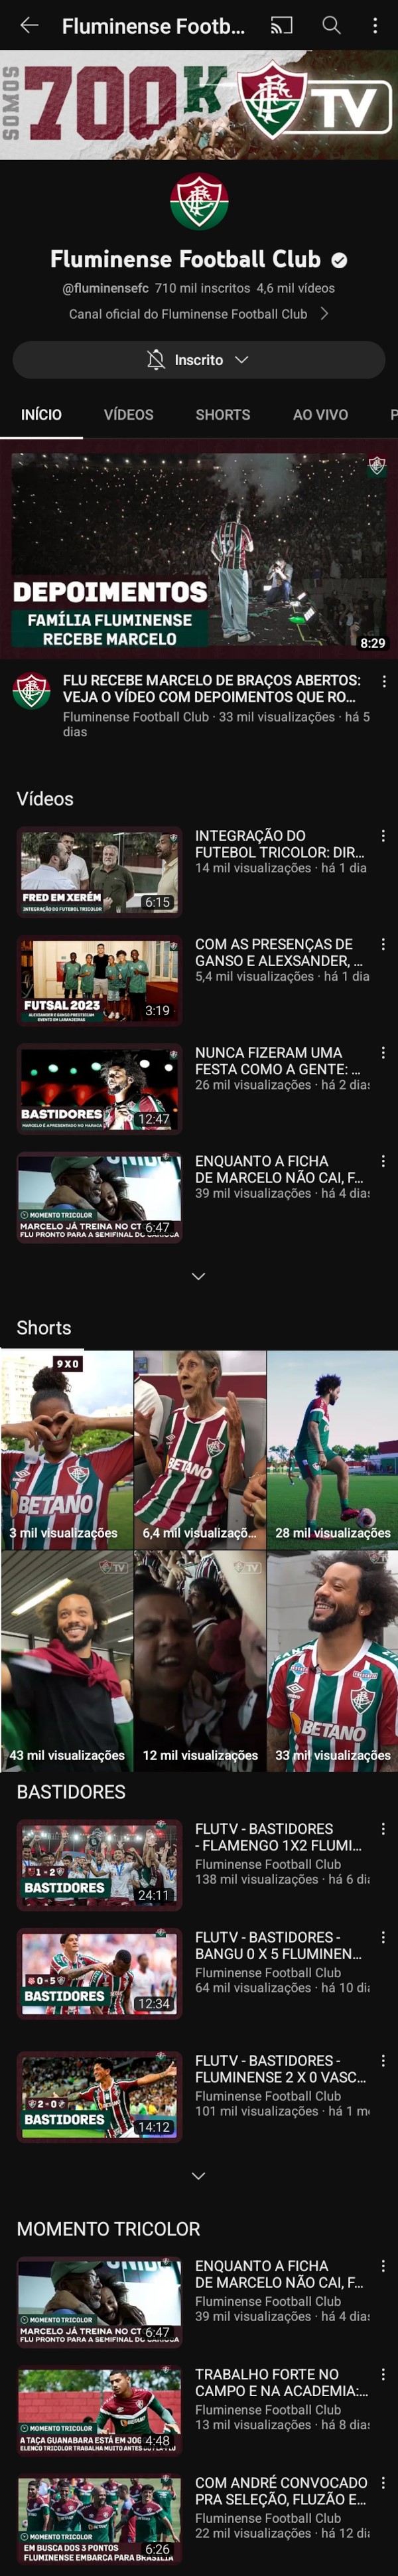 Fluminense Footb...
SOMOS 700K TV
Fluminense Football Club
@fluminensefc 710 mil inscritos 4,6 mil vídeos
Canal oficial do Fluminense Football Club
Inscrito
INÍCIO VÍDEOS SHORTS AO VIVO P
DEPOIMENTOS
FAMÍLIA FLUMINENSE
RECEBE MARCELO
8:29
FLU RECEBE MARCELO DE BRAÇOS ABERTOS:
VEJA O VÍDEO COM DEPOIMENTOS QUE RO...
Fluminense Football Club · 33 mil visualizações · há 5
dias
Vídeos
FRED EM XERÉM
INTEGRAÇÃO DO FUTEBOL TRICOLOR
6:15
INTEGRAÇÃO DO
FUTEBOL TRICOLOR: DIR...
14 mil visualizações · há 1 dia
FUTSAL 2023
ALEXSANDER E GANSO PRESTIGIAM
EVENTO EM LARANJEIRAS
3:19
COM AS PRESENÇAS DE
GANSO E ALEXSANDER, ...
5,4 mil visualizações · há 1 dia
BASTIDORES
MARCELO É APRESENTADO NO MARACA
12:47
NUNCA FIZERAM UMA
FESTA COMO A GENTE: ...
26 mil visualizações · há 2 dias
MOMENTO TRICOLOR
MARCELO JÁ TREINA NO CT
FLU PRONTO PARA A SEMIFINAL DO CARIOCA
6:47
ENQUANTO A FICHA
DE MARCELO NÃO CAI, F...
39 mil visualizações · há 4 dias
Shorts
9X0
BETANO
3 mil visualizações
BETANO
6,4 mil visualizaçõ...
28 mil visualizações
TV
43 mil visualizações
TV
12 mil visualizações
TV
BETANO
33 mil visualizações
BASTIDORES
1 - 2
BASTIDORES
24:11
FLUTV - BASTIDORES
- FLAMENGO 1X2 FLUMI...
Fluminense Football Club
138 mil visualizações · há 6 di
0 - 5
BASTIDORES
12:34
FLUTV - BASTIDORES -
BANGU 0 X 5 FLUMINEN...
Fluminense Football Club
64 mil visualizações · há 10 di
2 - 0
BASTIDORES
14:12
FLUTV - BASTIDORES -
FLUMINENSE 2 X 0 VASC...
Fluminense Football Club
101 mil visualizações · há 1 m
MOMENTO TRICOLOR
MOMENTO TRICOLOR
MARCELO JÁ TREINA NO CT
FLU PRONTO PARA A SEMIFINAL DO CARIOCA
6:47
ENQUANTO A FICHA
DE MARCELO NÃO CAI, F...
Fluminense Football Club
39 mil visualizações · há 4 dias
MOMENTO TRICOLOR
A TAÇA GUANABARA ESTÁ EM JOG
ELENCO TRICOLOR TRABALHA MUITO ANTES
4:48
TRABALHO FORTE NO
CAMPO E NA ACADEMIA:...
Fluminense Football Club
13 mil visualizações · há 8 dias
MOMENTO TRICOLOR
EM BUSCA DOS 3 PONTOS
FLUMINENSE EMBARCA PARA BRASÍLIA
6:26
COM ANDRÉ CONVOCADO
PRA SELEÇÃO, FLUZÃO E...
Fluminense Football Club
22 mil visualizações · há 12 di